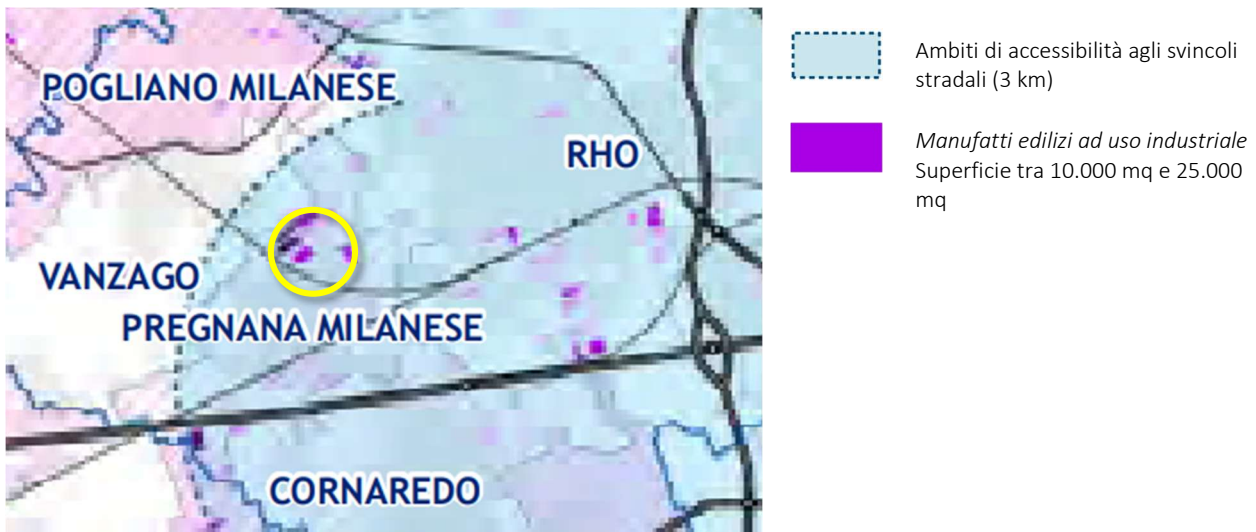 POGLIANO MILANESE
RHO
VANZAGO
PREGNANA MILANESE
CORNAREDO
Ambiti di accessibilità agli svincoli
stradali (3 km)
Manufatti edilizi ad uso industriale
Superficie tra 10.000 mq e 25.000
mq